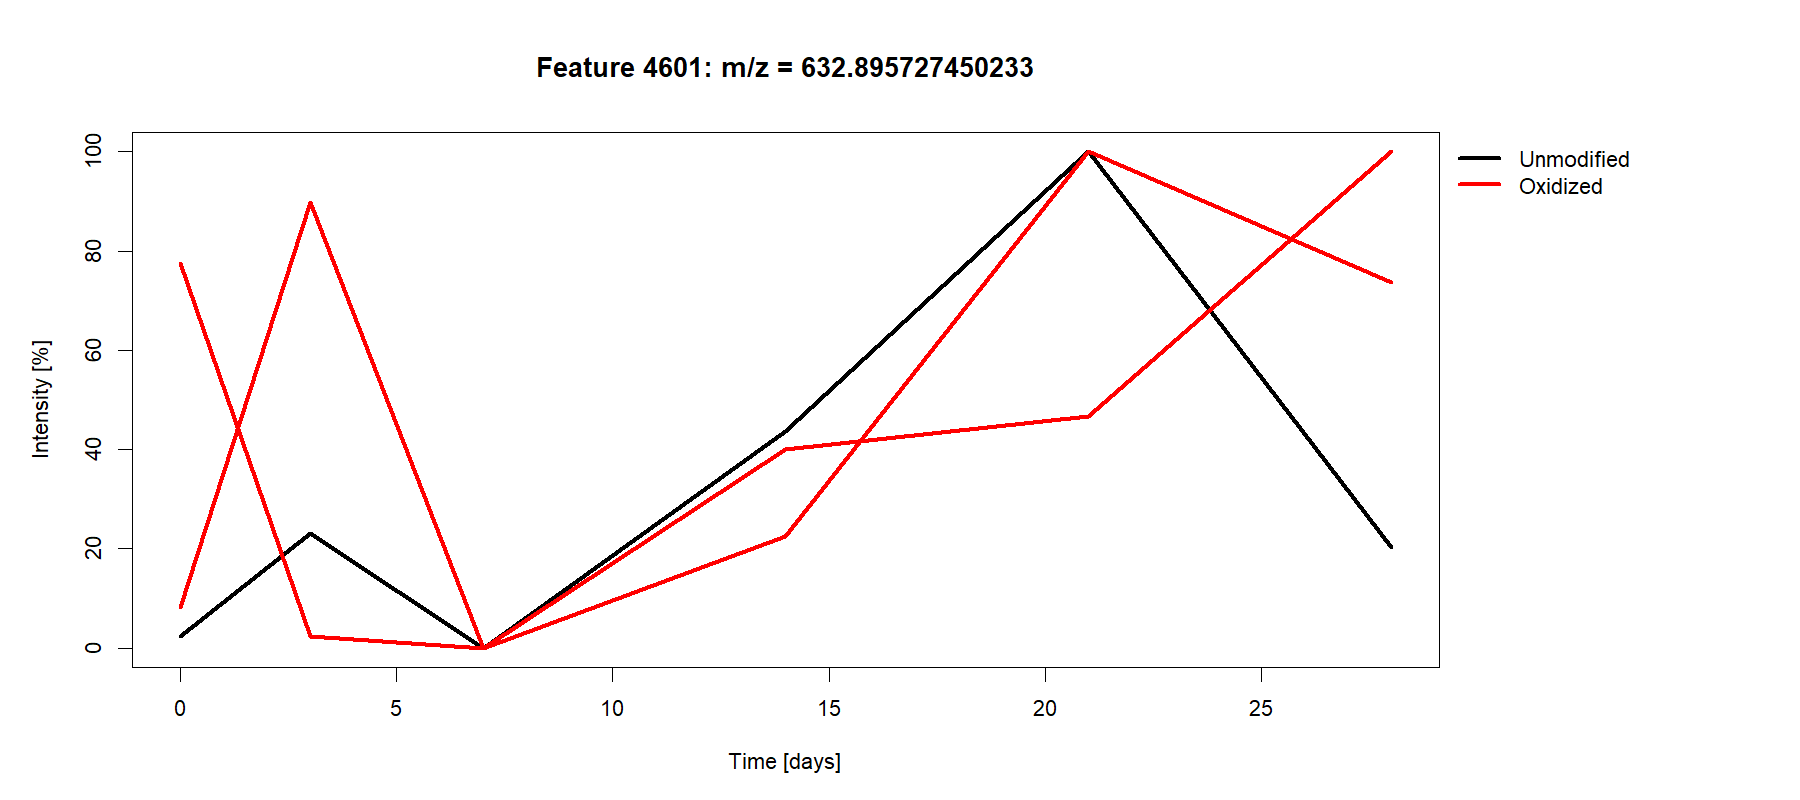 Feature 4601: m/z = 632.895727450233
Unmodified
Oxidized
Intensity [%]
100
80
60
40
20
0
0 5 10 15 20 25
Time [days]